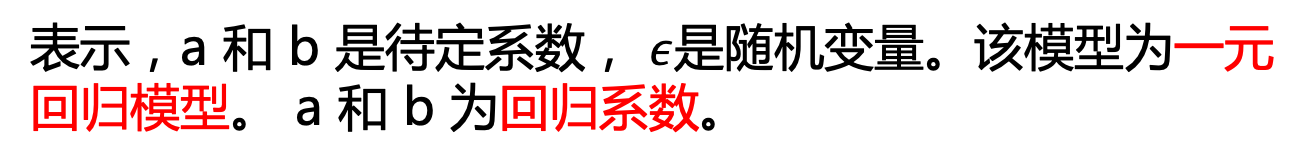 表示，a 和 b 是待定系数， ϵ是随机变量。该模型为一元
回归模型。 a 和 b 为回归系数。